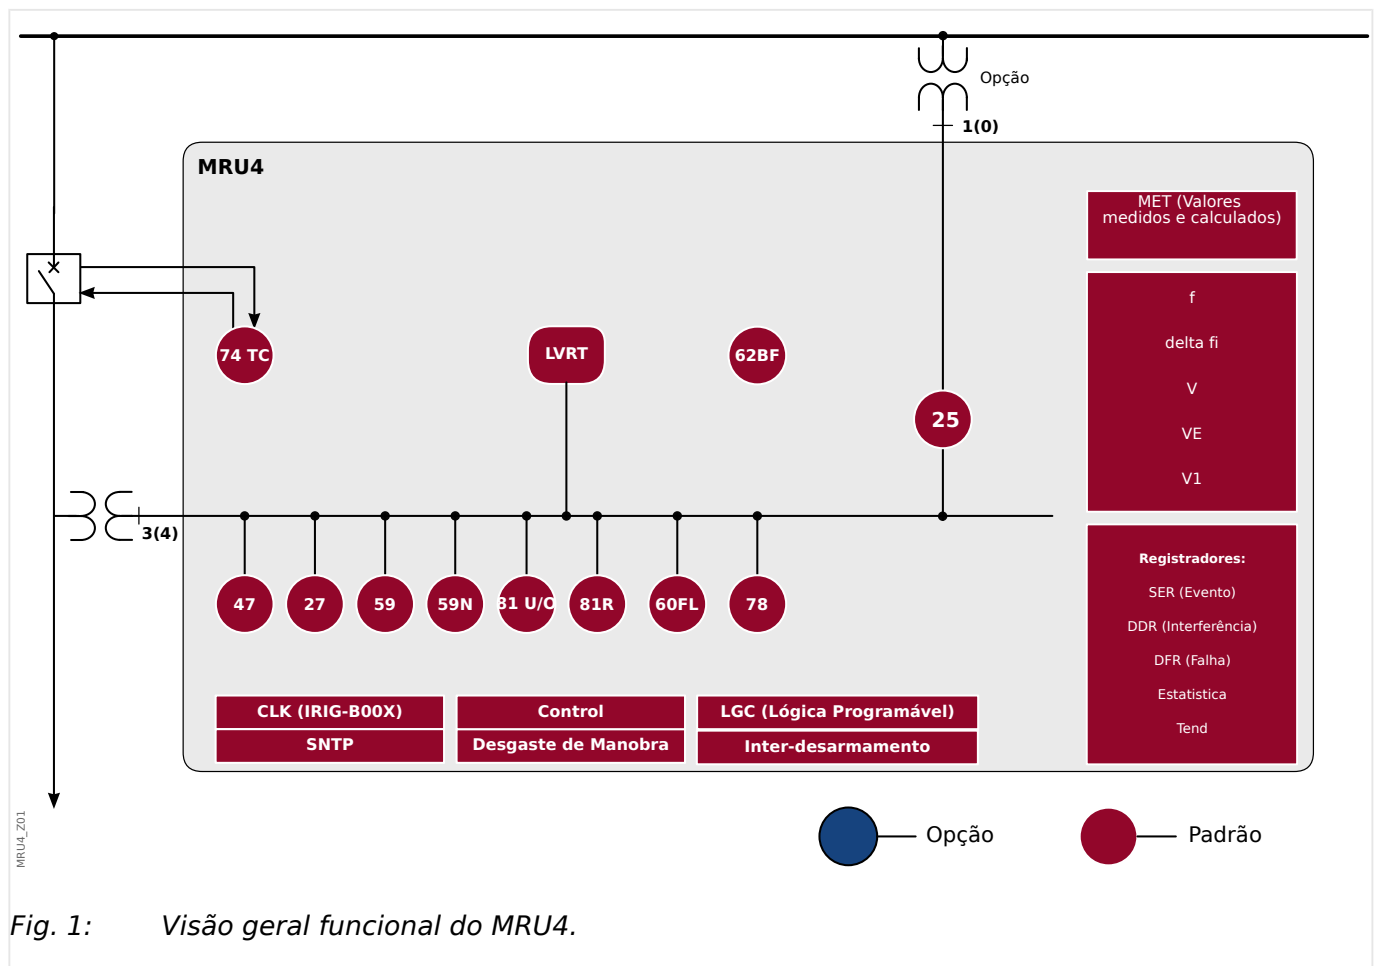 Opção
1(0)
MRU4
MET (Valores
medidos e calculados)
f
delta fi
V
VE
V1
74 TC
LVRT
62BF
25
3(4)
47
27
59
59N
81 U/O
81R
60FL
78
Registradores:
SER (Evento)
DDR (Interferência)
DFR (Falha)
Estatistica
Tend
CLK (IRIG-B00X)
SNTP
Control
Desgaste de Manobra
LGC (Lógica Programável)
Inter-desarmamento
MRU4_Z01
Opção
Padrão
Fig. 1: Visão geral funcional do MRU4.